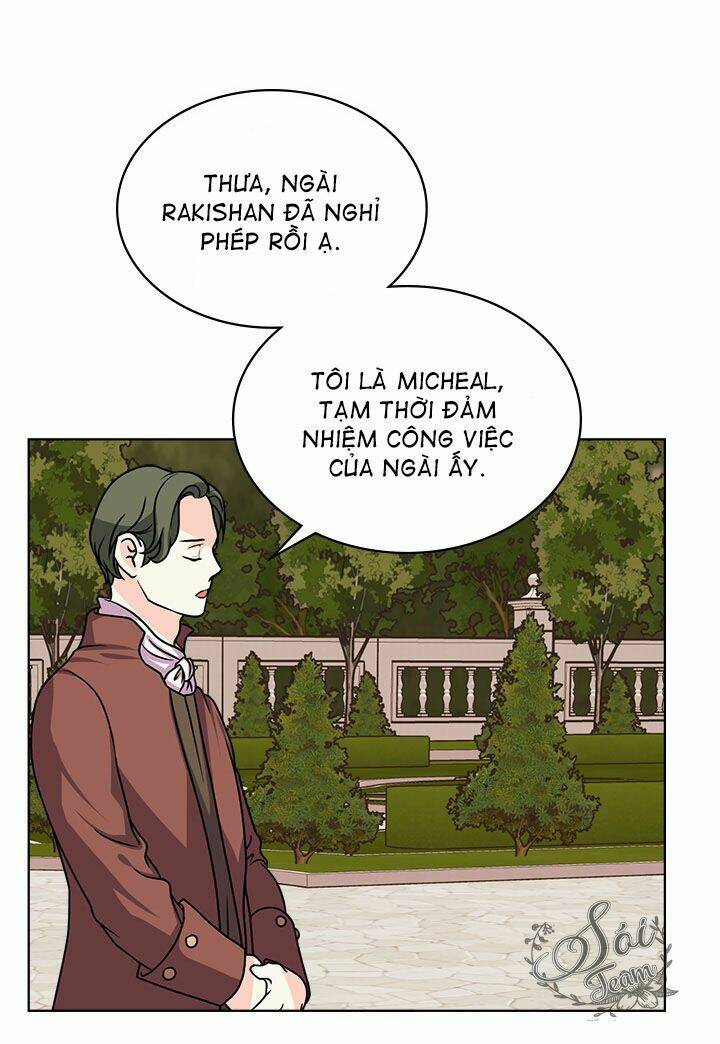 THƯA, NGÀI
RAKISHAN ĐÃ NGHỈ
PHÉP RỒI Ạ.
TÔI LÀ MICHEAL,
TẠM THỜI ĐẢM
NHIỆM CÔNG VIỆC
CỦA NGÀI ẤY.
Sói
Team